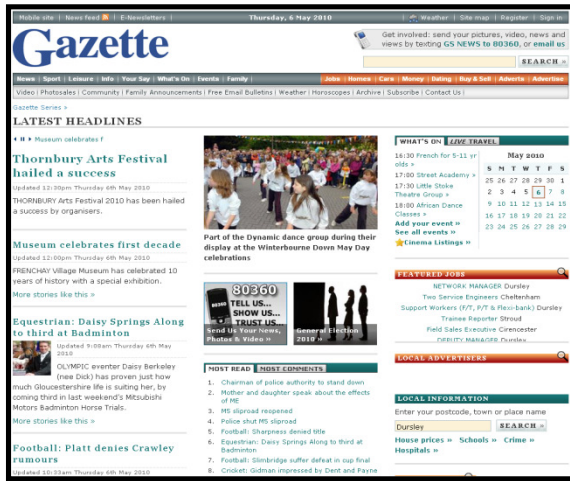 Mobile site | News feed | E-Newsletters |
Thursday, 6 May 2010
Weather | Site map | Register | Sign in
Gazette
Get involved: send your pictures, video, news and
views by texting GS NEWS to 80360, or email us
SEARCH »
News | Sport | Leisure | Info | Your Say | What's On | Events | Family |
Jobs | Homes | Cars | Money | Dating | Buy & Sell | Adverts | Advertise
Video | Photosales | Community | Family Announcements | Free Email Bulletins | Weather | Horoscopes | Archive | Subscribe | Contact Us |
Gazette Series »
LATEST HEADLINES
Museum celebrates f
Thornbury Arts Festival
hailed a success
Updated 12:30pm Thursday 6th May 2010
THORNBURY Arts Festival 2010 has been hailed
a success by organisers.
Museum celebrates first decade
Updated 12:00pm Thursday 6th May 2010
FRENCHAY Village Museum has celebrated 10
years of history with a special exhibition.
More stories like this »
Equestrian: Daisy Springs Along
to third at Badminton
Updated 9:08am Thursday 6th May
2010
OLYMPIC eventer Daisy Berkeley
(nee Dick) has proven just how
much Gloucestershire life is suiting her, by
coming third in last weekend's Mitsubishi
Motors Badminton Horse Trials.
More stories like this »
Football: Platt denies Crawley
rumours
Updated 10:33am Thursday 6th May 2010
Part of the Dynamic dance group during their
display at the Winterbourne Down May Day
celebrations
80360
TELL US...
SHOW US...
TRUST US...
Send Us Your News,
Photos & Video »
General Election
2010 »
MOST READ | MOST COMMENTS
1. Chairman of police authority to stand down
2. Mother and daughter speak about the effects
of ME
3. M5 sliproad reopened
4. Police shut M5 sliproad
5. Football: Sharpness denied title
6. Equestrian: Daisy Springs Along to third at
Badminton
7. Football: Slimbridge suffer defeat in cup final
8. Cricket: Gidman impressed by Dent and Payne
WHAT'S ON | LIVE TRAVEL
16:30 French for 5-11 yr
olds »
17:00 Street Academy »
17:30 Little Stoke
Theatre Group »
18:00 African Dance
Classes »
Add your event »
See all events »
Cinema Listings »
May 2010
S M T W T F S
25 26 27 28 29 30 1
2 3 4 5 6 7 8
9 10 11 12 13 14 15
16 17 18 19 20 21 22
23 24 25 26 27 28 29
FEATURED JOBS
NETWORK MANAGER Dursley
Two Service Engineers Cheltenham
Support Workers (F/T, P/T & Flexi-bank) Dursley
Trainee Reporter Stroud
Field Sales Executive Cirencester
DEPUTY MANAGER Dursley
LOCAL ADVERTISERS
LOCAL INFORMATION
Enter your postcode, town or place name
Dursley
SEARCH »
House prices » Schools » Crime »
Hospitals »